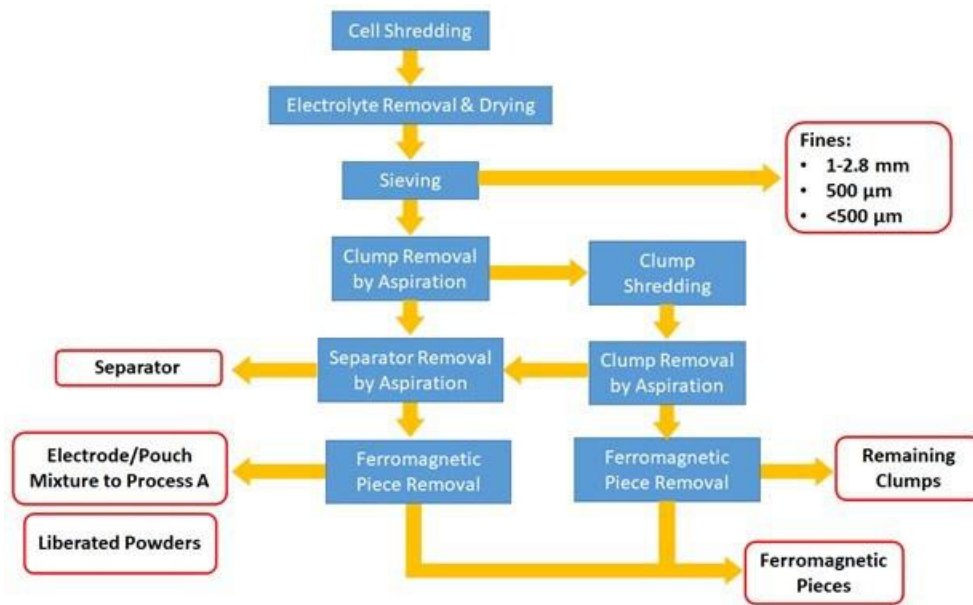 Cell Shredding
Electrolyte Removal & Drying
Sieving
Fines:
• 1-2.8 mm
• 500 µm
• <500 µm
Clump Removal
by Aspiration
Clump
Shredding
Separator
Separator Removal
by Aspiration
Clump Removal
by Aspiration
Electrode/Pouch
Mixture to Process A
Ferromagnetic
Piece Removal
Ferromagnetic
Piece Removal
Remaining
Clumps
Liberated Powders
Ferromagnetic
Pieces